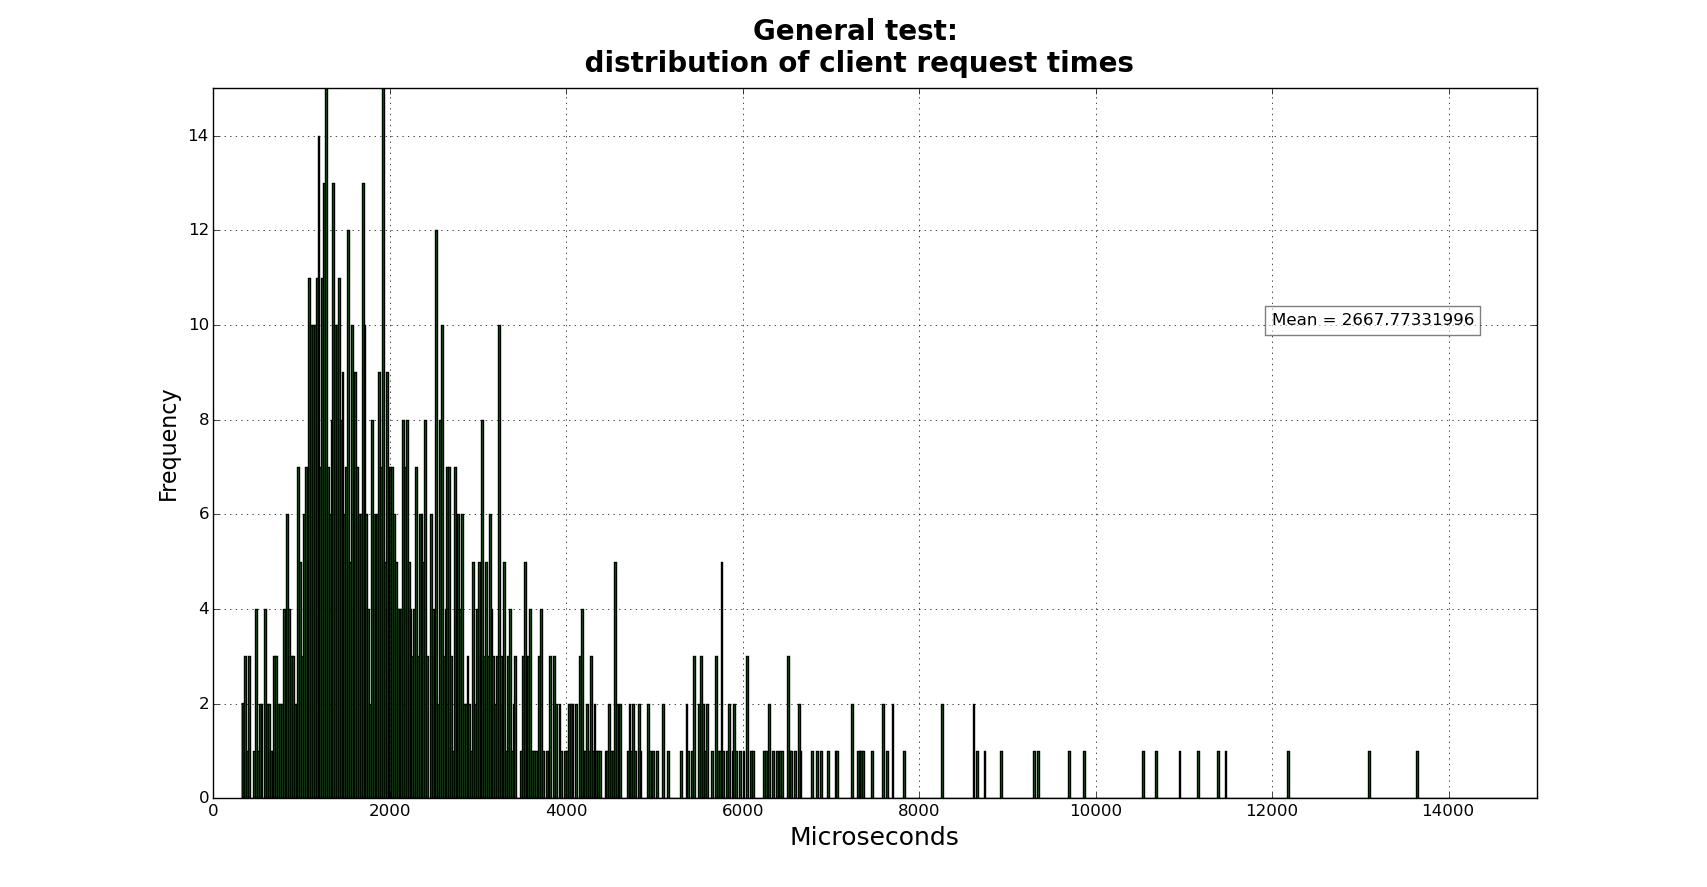 General test:
distribution of client request times
14
12
10
8
6
4
2
0
Frequency
Mean = 2667.77331996
0 2000 4000 6000 8000 10000 12000 14000
Microseconds